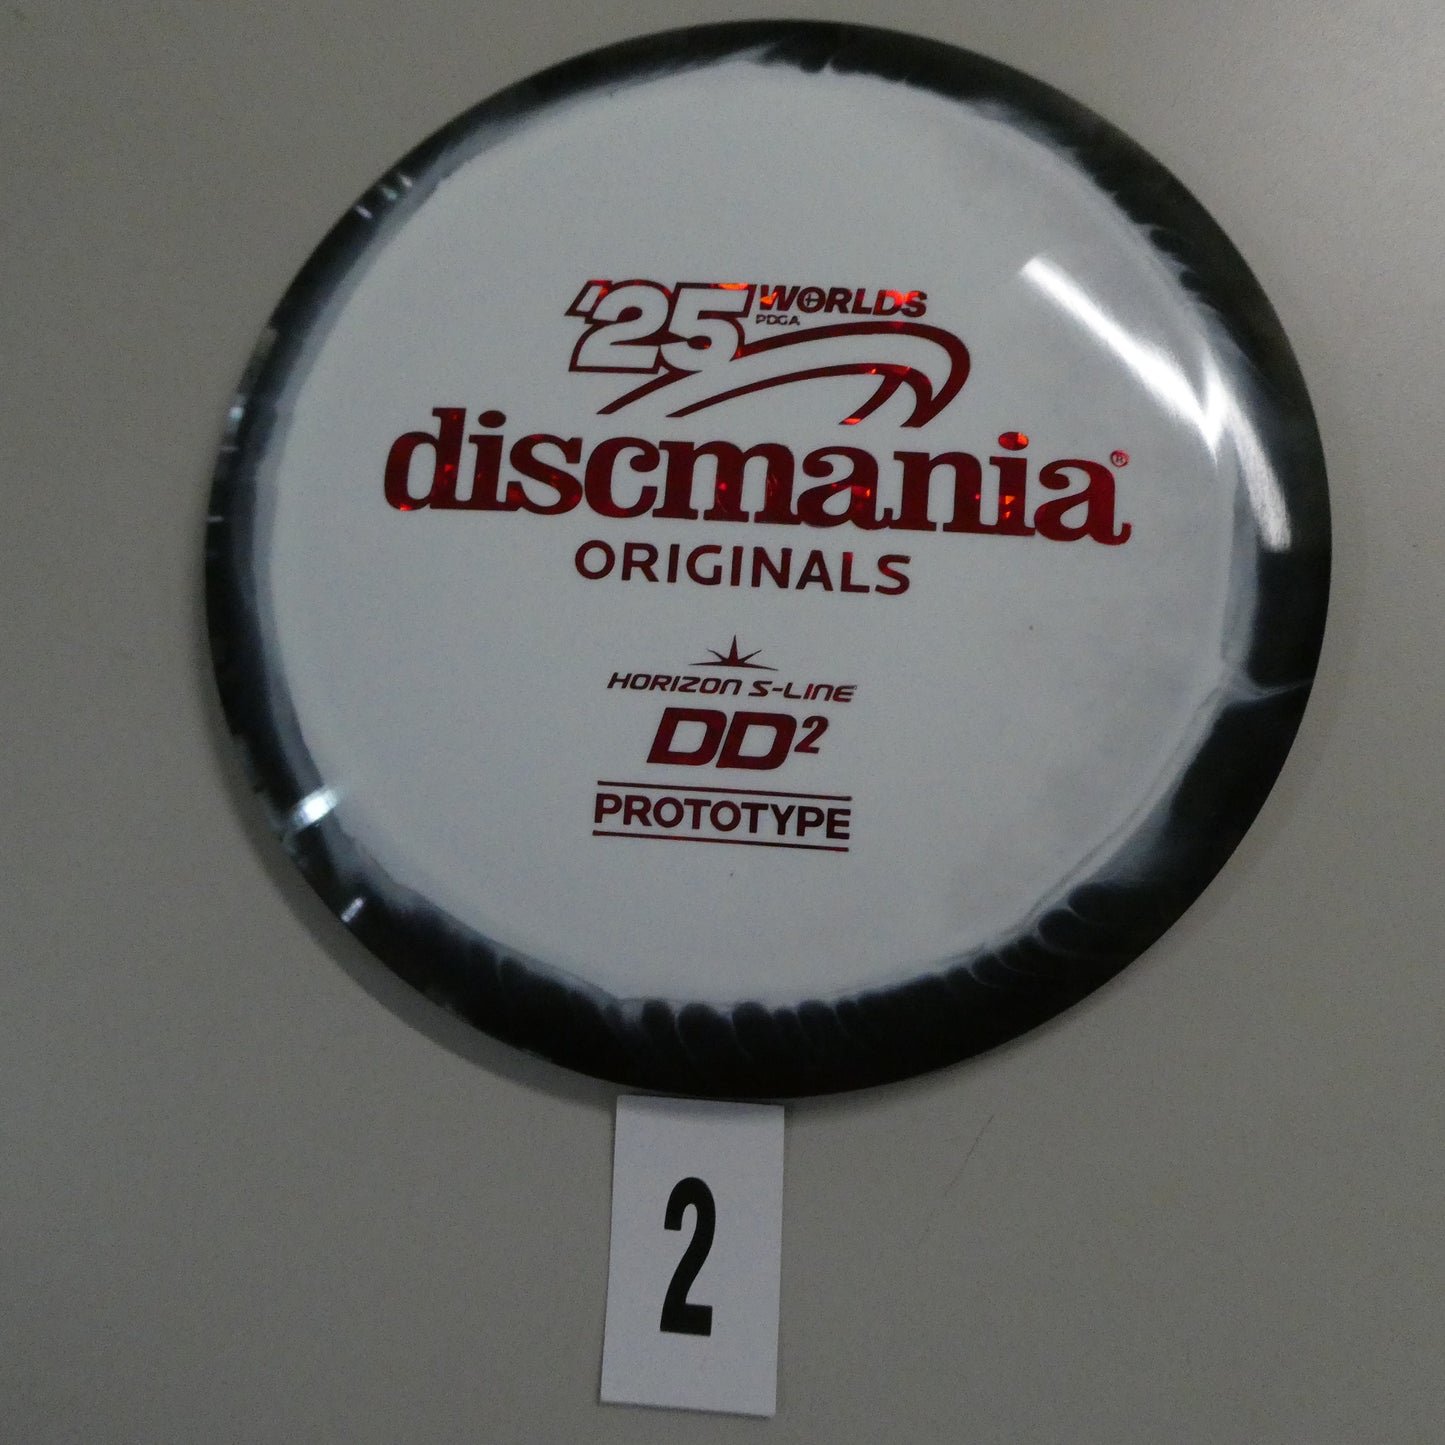 '25 WORLDS
PDGA
discmania®
ORIGINALS
HORIZON S-LINE
DD²
PROTOTYPE
2